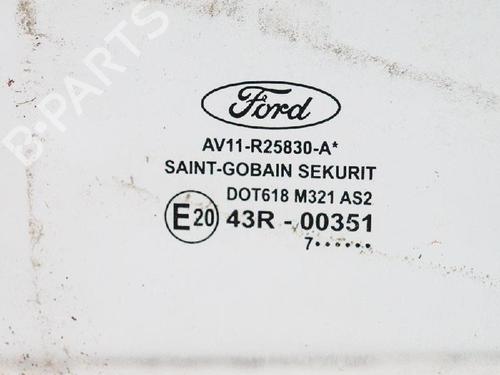 B-PARTS
Ford
AV11-R25830-A*
SAINT-GOBAIN SEKURIT
DOT618 M321 AS2
E20 43R - 00351
7••••••